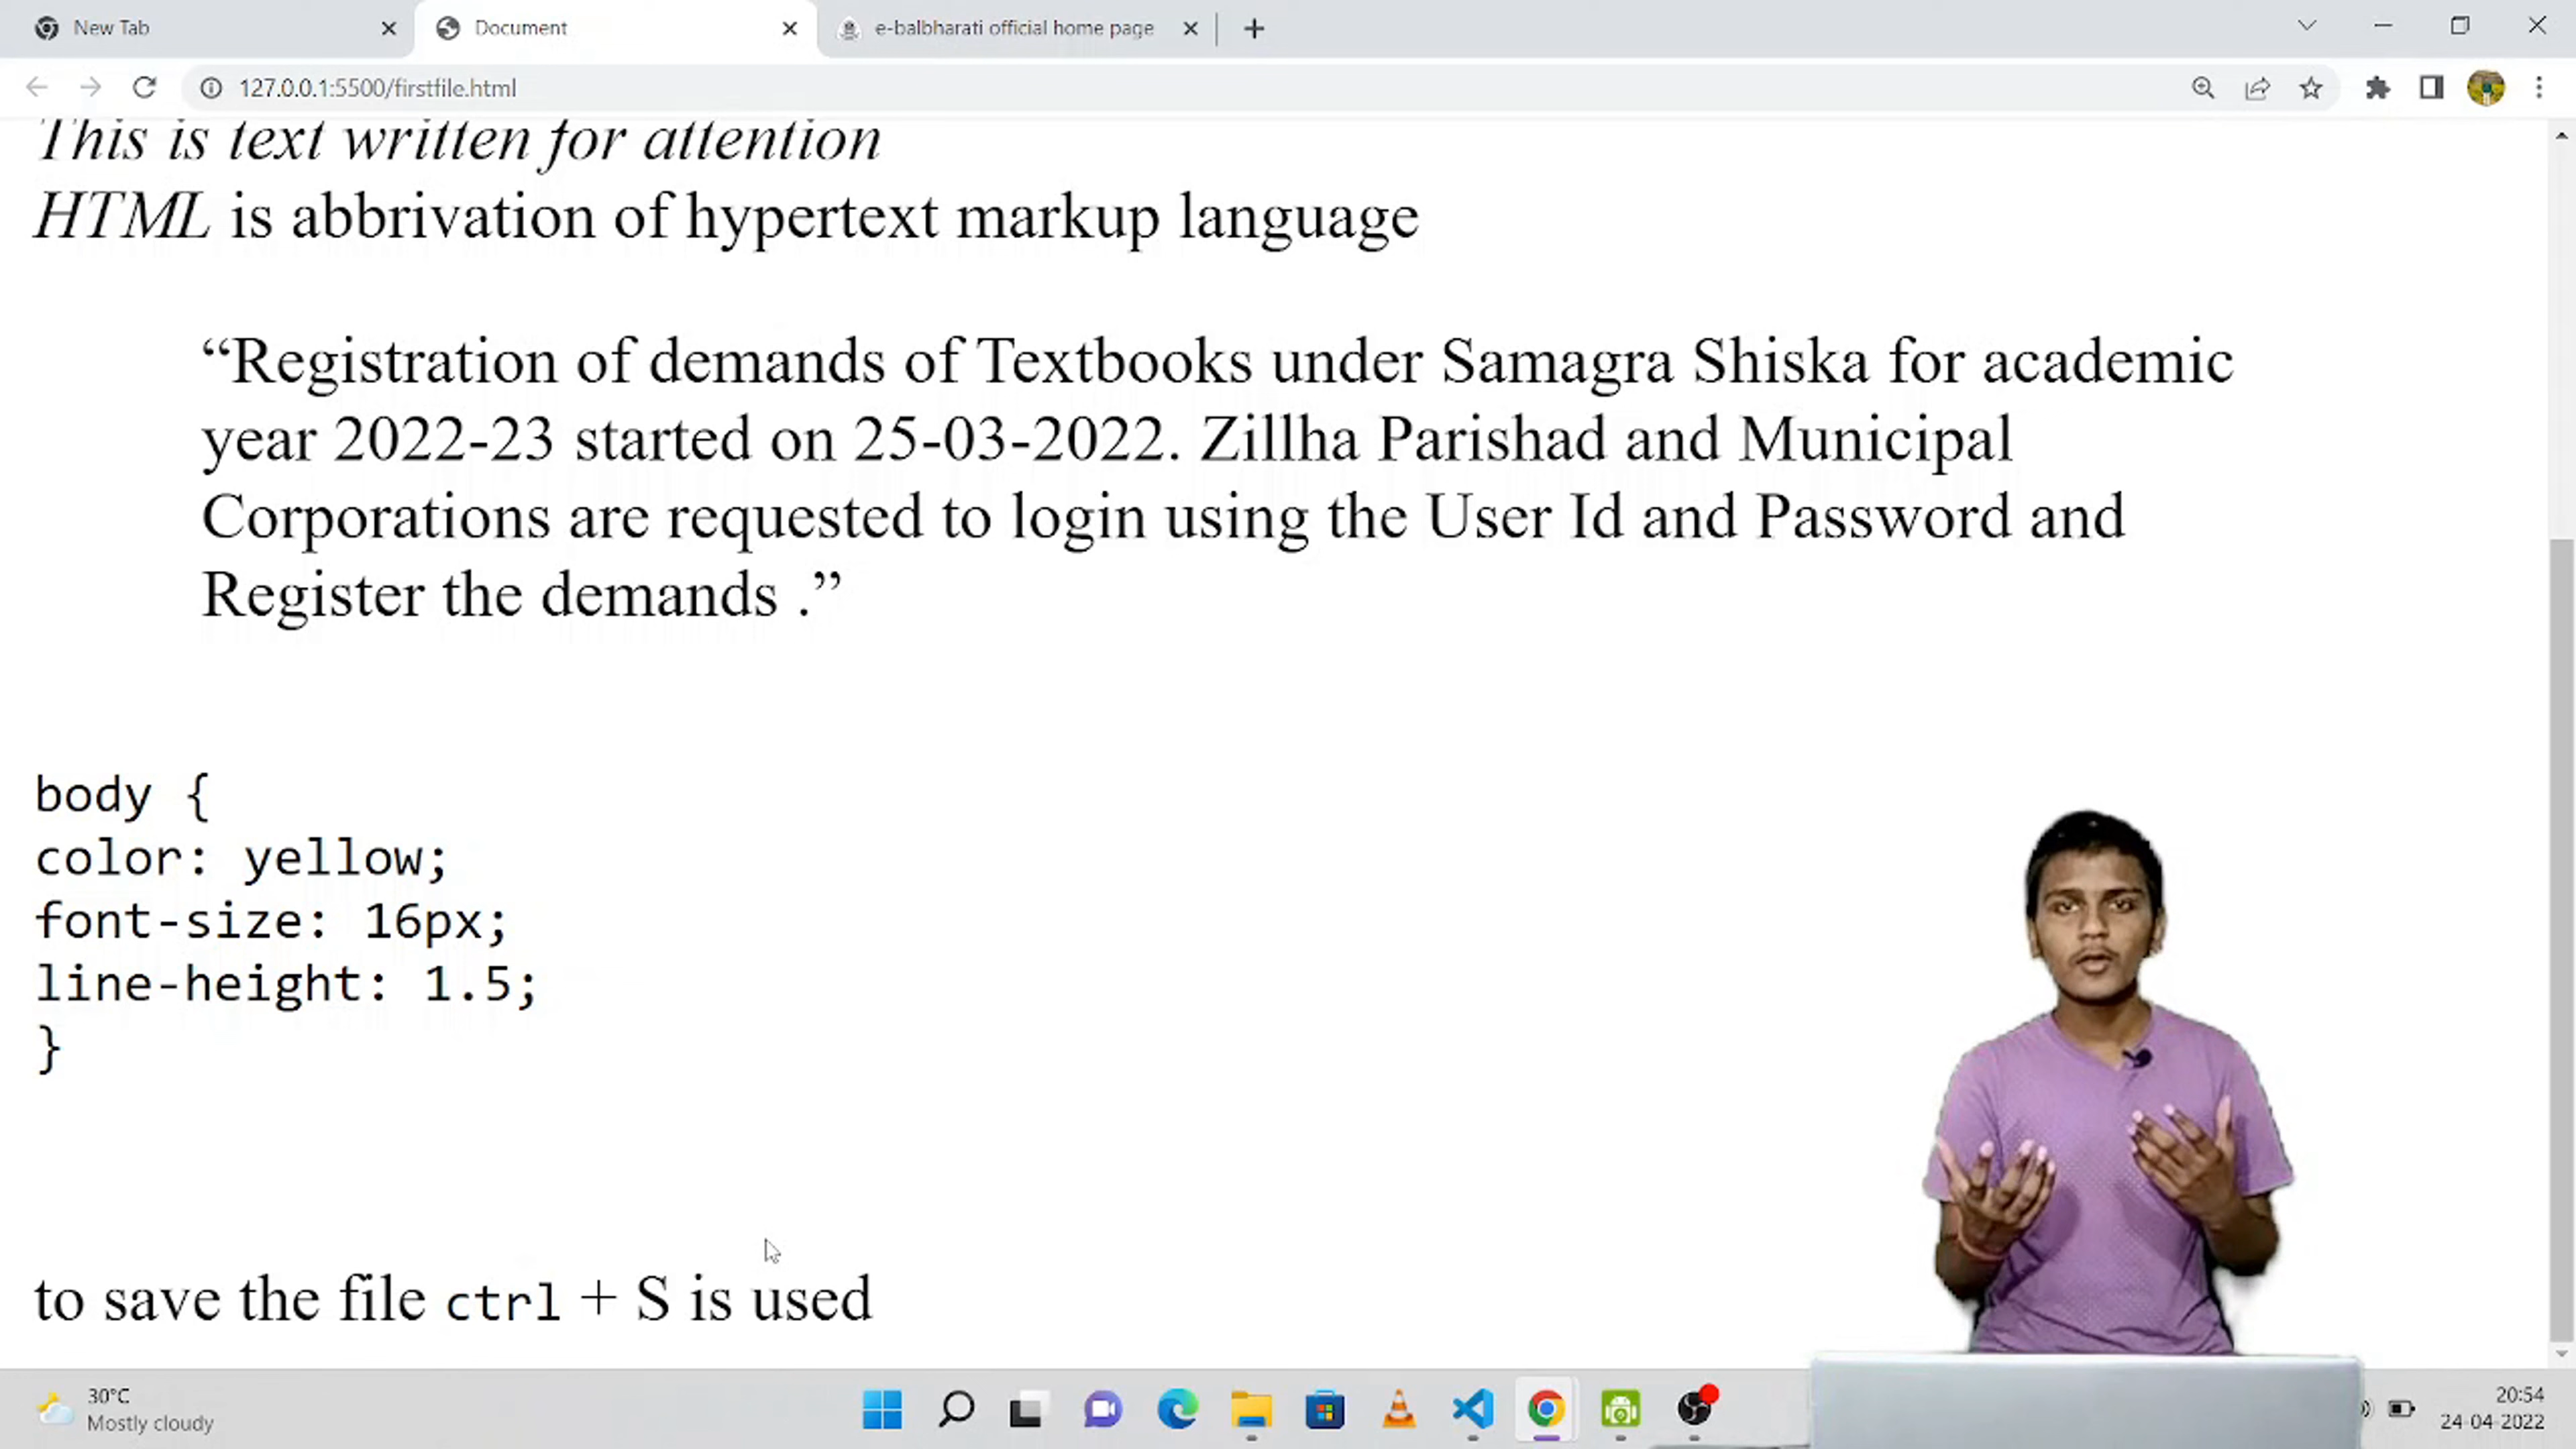 New Tab
Document
e-balbharati official home page
127.0.0.1:5500/firstfile.html
This is text written for attention
HTML is abbrivation of hypertext markup language
“Registration of demands of Textbooks under Samagra Shiska for academic
year 2022-23 started on 25-03-2022. Zillha Parishad and Municipal
Corporations are requested to login using the User Id and Password and
Register the demands .”
body {
color: yellow;
font-size: 16px;
line-height: 1.5;
}
to save the file ctrl + S is used
30°C
Mostly cloudy
20:54
24-04-2022